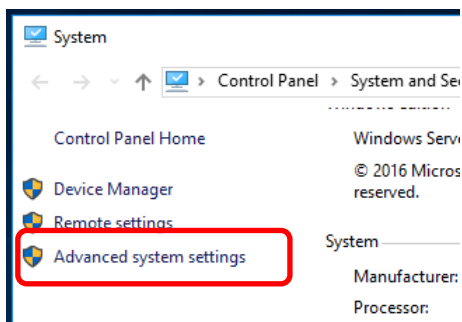 System
Control Panel > System and Se
Control Panel Home
Windows Serv
© 2016 Micros
reserved.
Device Manager
Remote settings
Advanced system settings
System
Manufacturer:
Processor: